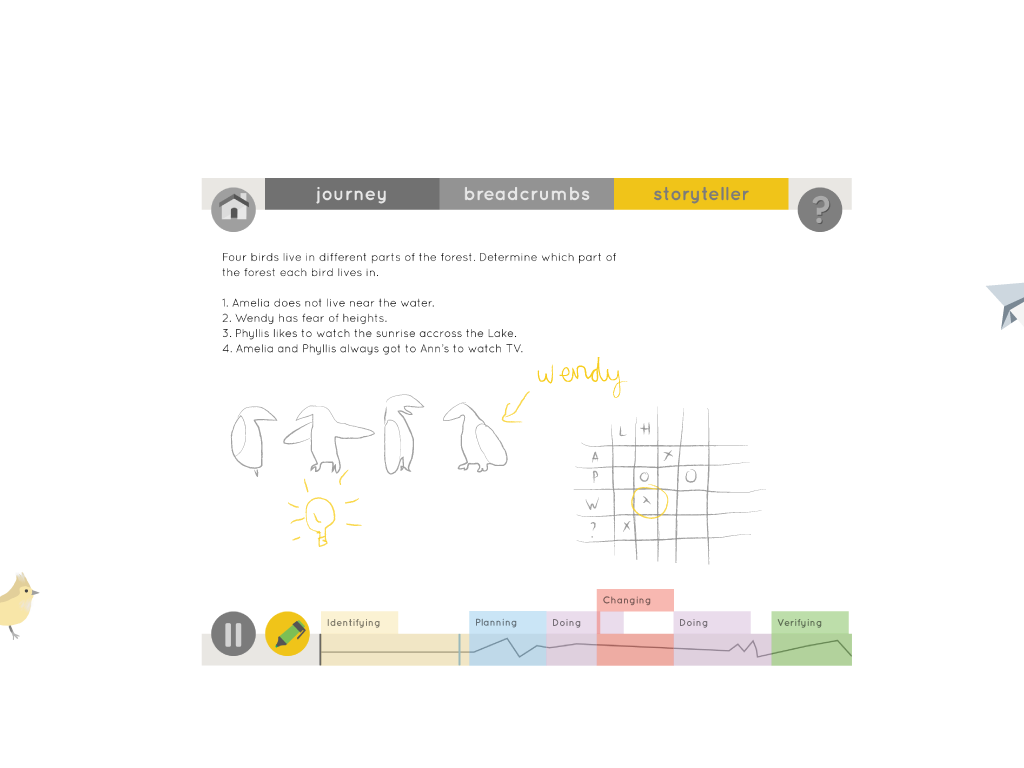 journey breadcrumbs storyteller
?
Four birds live in different parts of the forest. Determine which part of
the forest each bird lives in.
1. Amelia does not live near the water.
2. Wendy has fear of heights.
3. Phyllis likes to watch the sunrise accross the Lake.
4. Amelia and Phyllis always got to Ann's to watch TV.
wendy
L H
A X
P O O
W x
? X
Changing
Identifying Planning Doing Doing Verifying